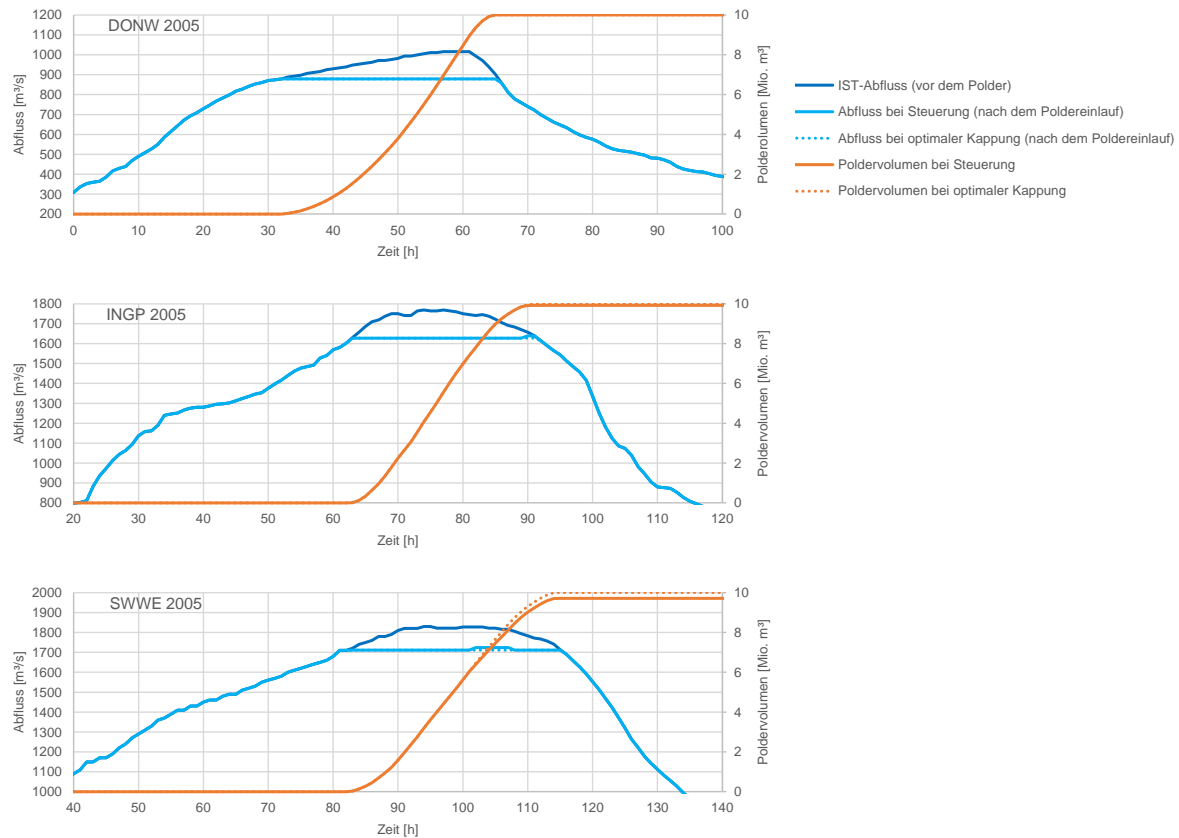 DONW 2005
Abfluss [m³/s]
1200
1100
1000
900
800
700
600
500
400
300
200
0 10 20 30 40 50 60 70 80 90 100
Zeit [h]
10
8
6
4
2
0
Polderolumen [Mio. m³]
IST-Abfluss (vor dem Polder)
Abfluss bei Steuerung (nach dem Poldereinlauf)
Abfluss bei optimaler Kappung (nach dem Poldereinlauf)
Poldervolumen bei Steuerung
Poldervolumen bei optimaler Kappung
INGP 2005
Abfluss [m³/s]
1800
1700
1600
1500
1400
1300
1200
1100
1000
900
800
20 30 40 50 60 70 80 90 100 110 120
Zeit [h]
10
8
6
4
2
0
Poldervolumen [Mio. m³]
SWWE 2005
Abfluss [m³/s]
2000
1900
1800
1700
1600
1500
1400
1300
1200
1100
1000
40 50 60 70 80 90 100 110 120 130 140
Zeit [h]
10
8
6
4
2
0
Poldervolumen [Mio. m³]